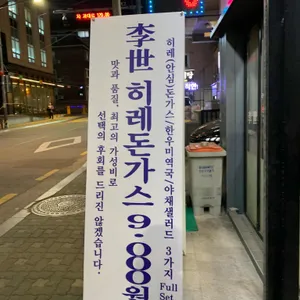 李世 히레돈가스 9.900원
히레(안심)돈가스/한우미역국/야채샐러드 3가지 Full Set
맛과 품질, 최고의 가성비로
선택의 후회를 드리진 않겠습니다.